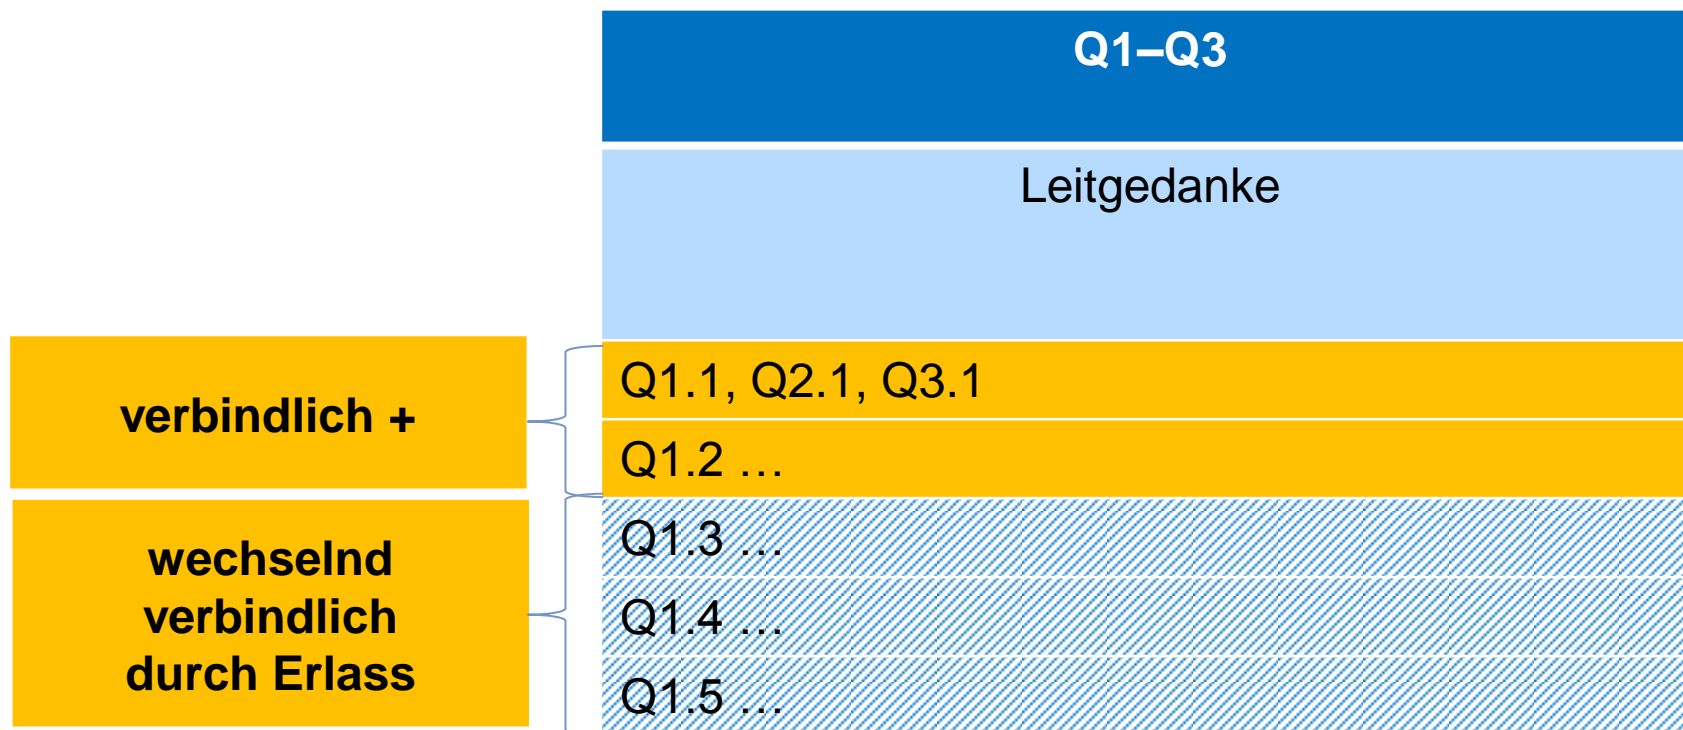 Q1–Q3
Leitgedanke
verbindlich +
Q1.1, Q2.1, Q3.1
Q1.2 …
wechselnd
verbindlich
durch Erlass
Q1.3 …
Q1.4 …
Q1.5 …